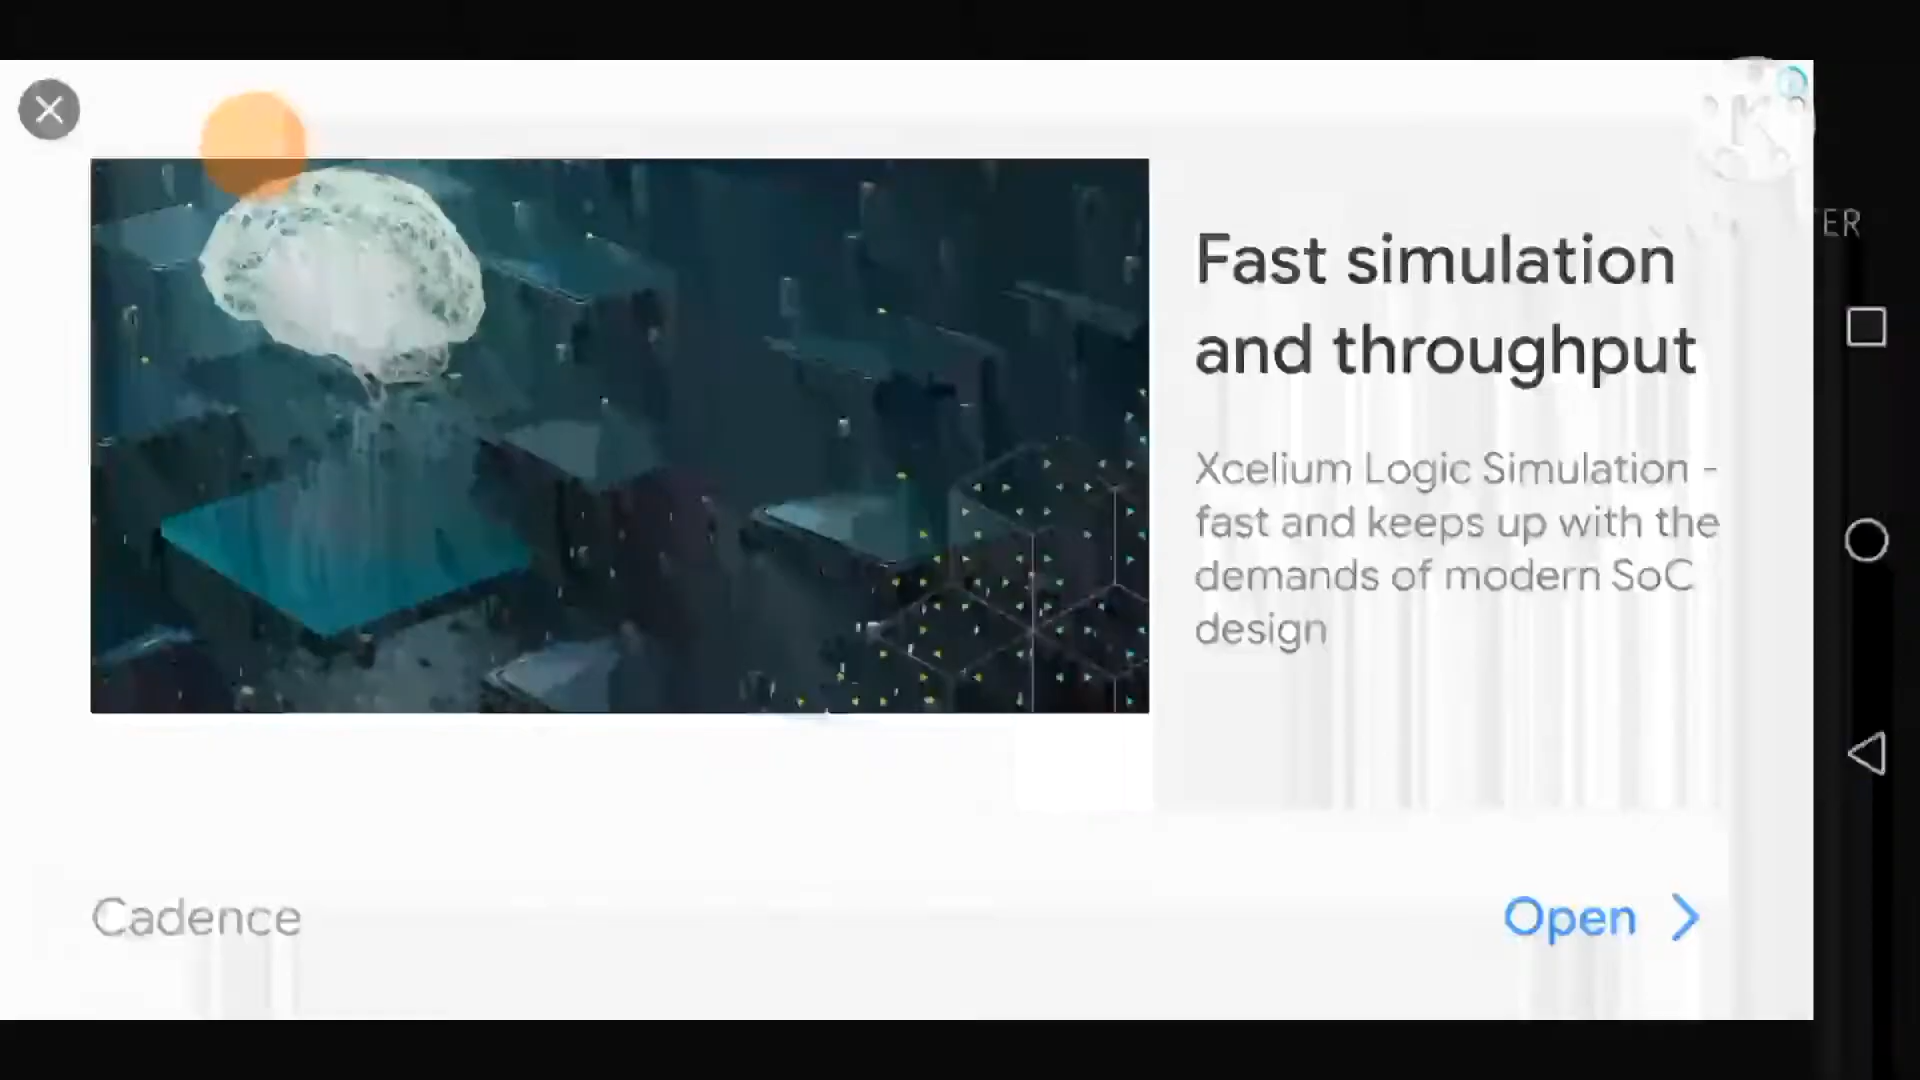 Fast simulation
and throughput
Xcelium Logic Simulation -
fast and keeps up with the
demands of modern SoC
design
Cadence
Open